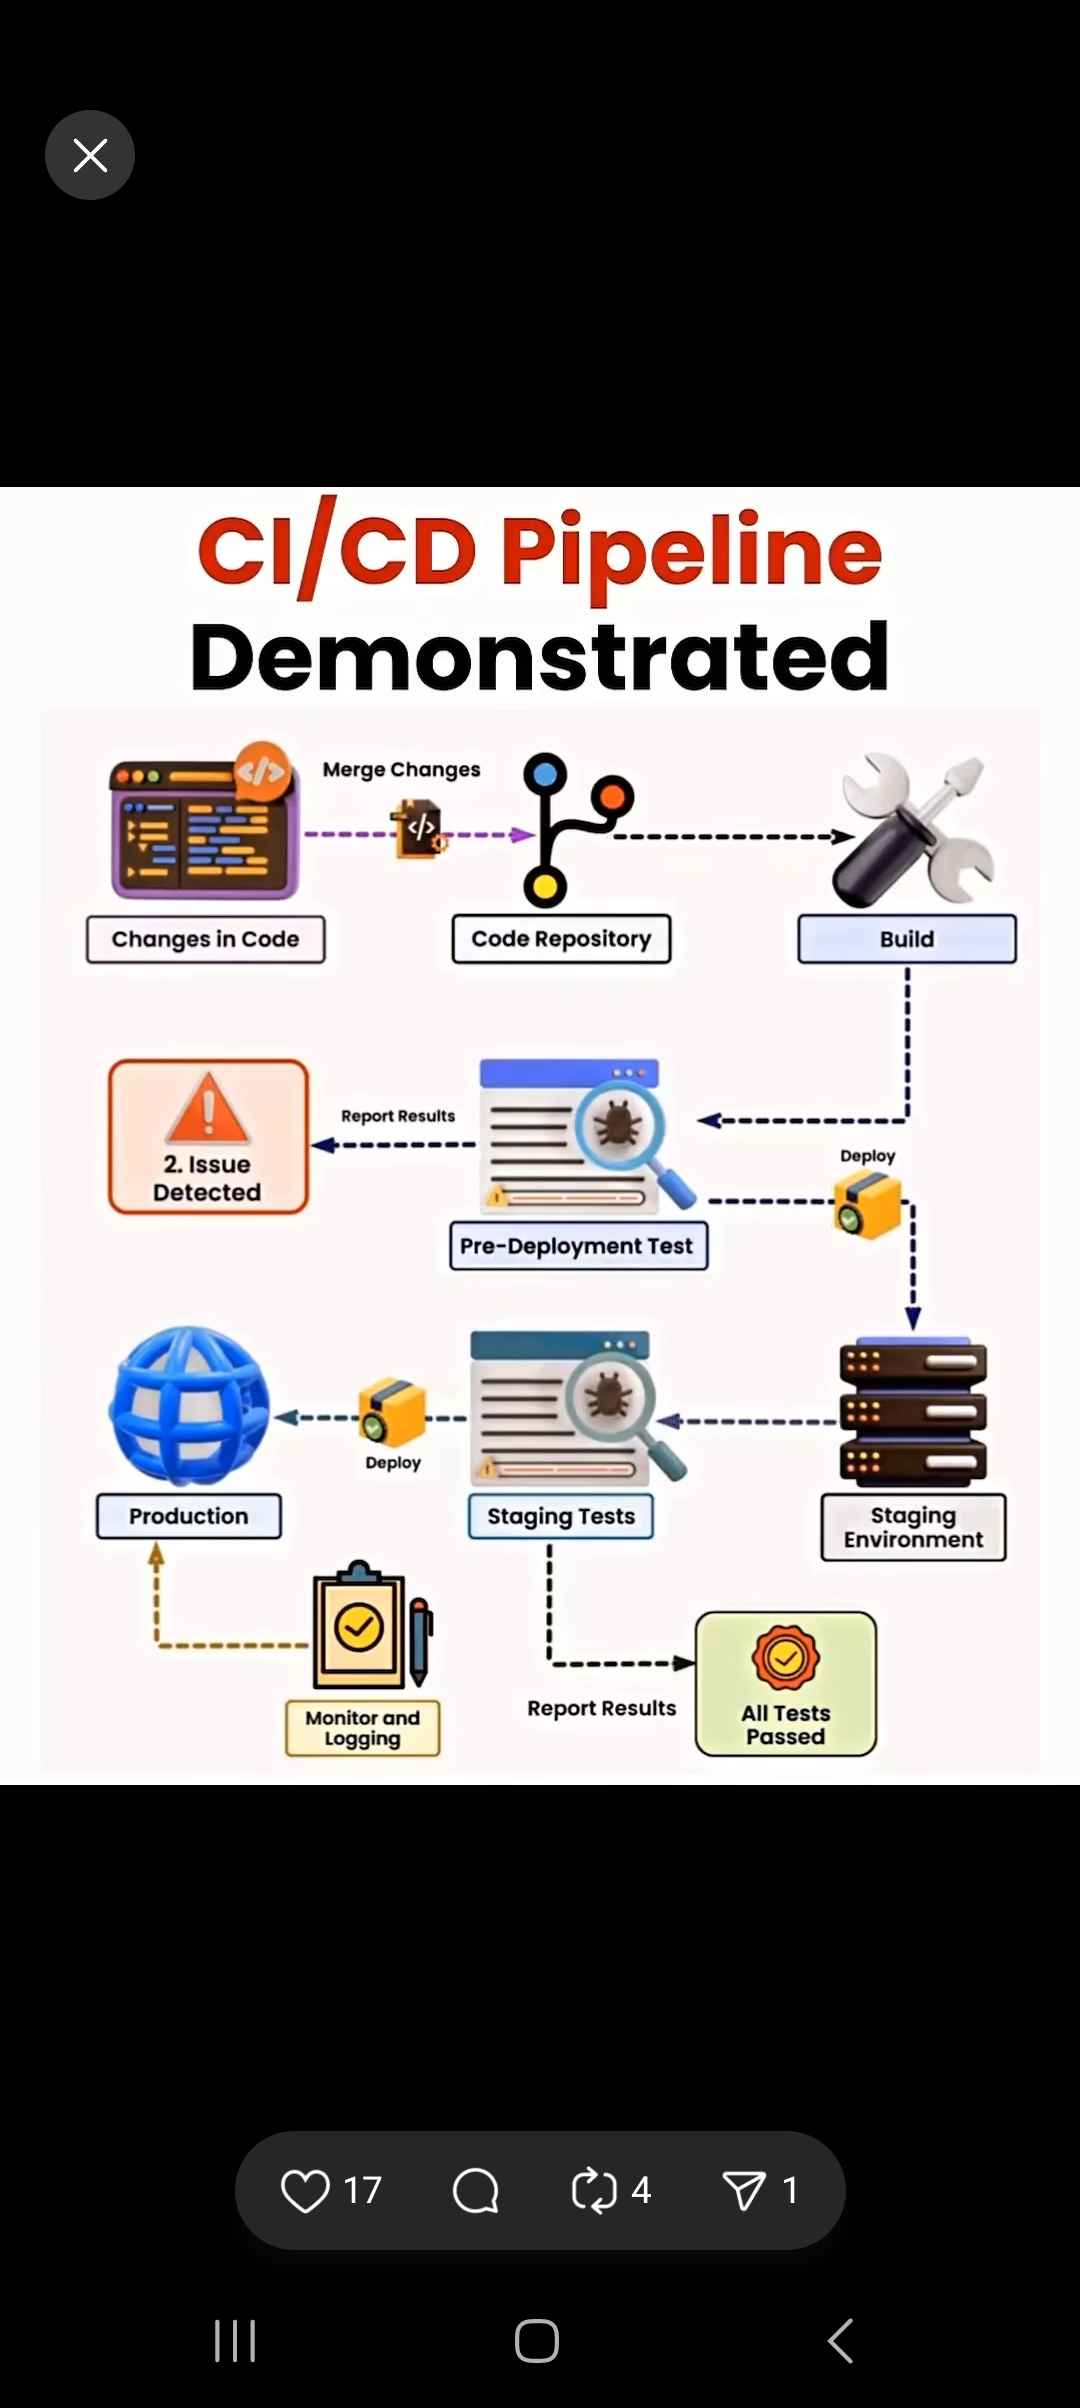 CI/CD Pipeline
Demonstrated
Merge Changes
</>
</>
Changes in Code
Code Repository
Build
Report Results
2. Issue
Detected
Deploy
Pre-Deployment Test
Deploy
Production
Staging Tests
Staging
Environment
Monitor and
Logging
Report Results
All Tests
Passed
17
4
1